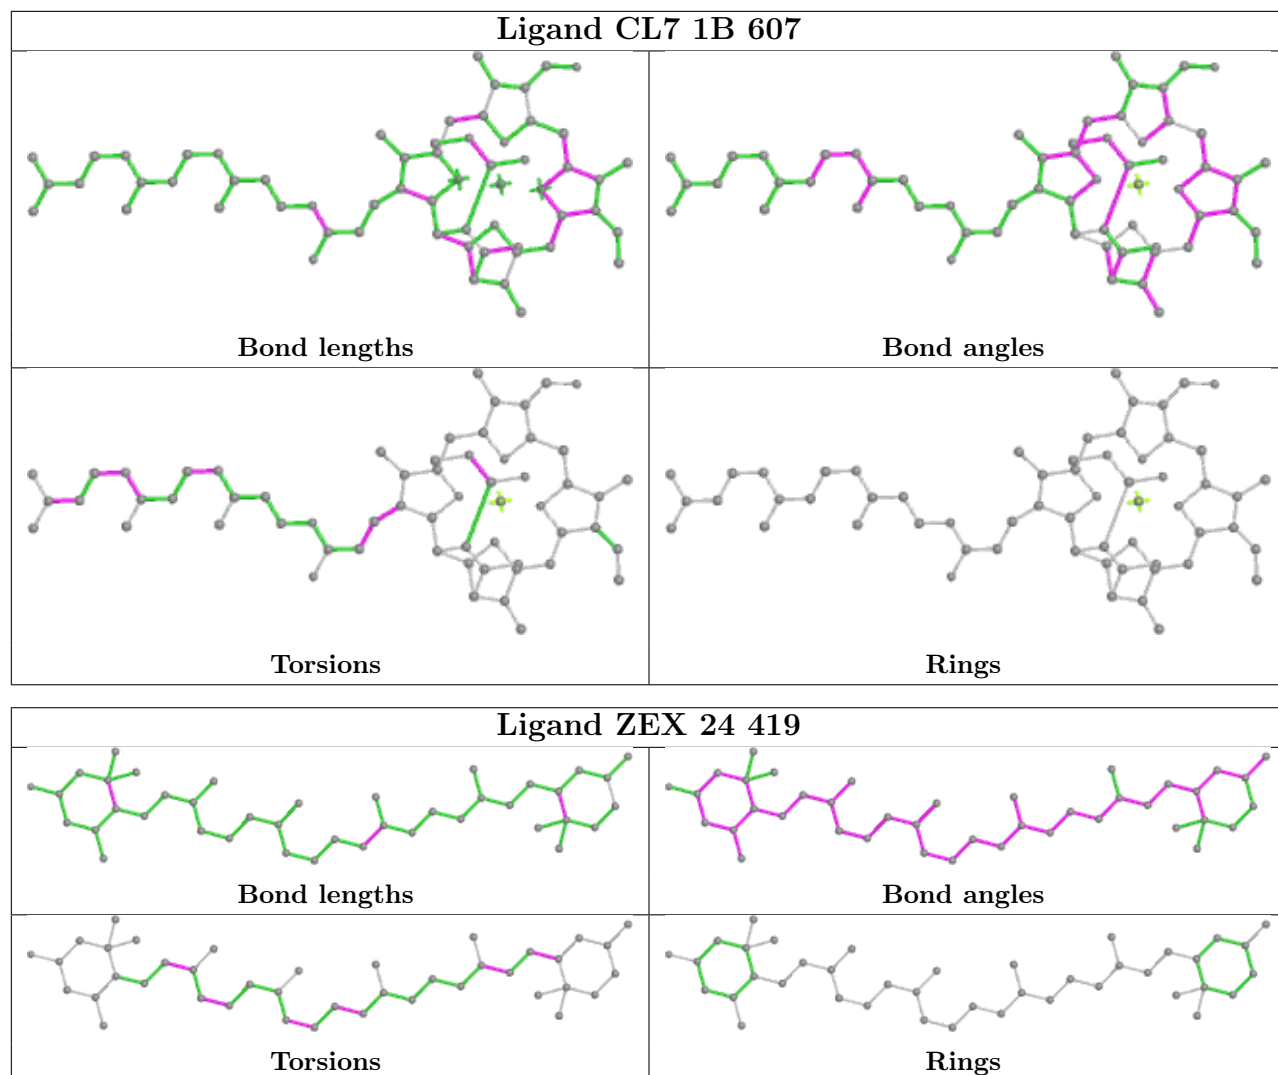 Ligand CL7 1B 607
Bond lengths
Bond angles
Torsions
Rings
Ligand ZEX 24 419
Bond lengths
Bond angles
Torsions
Rings